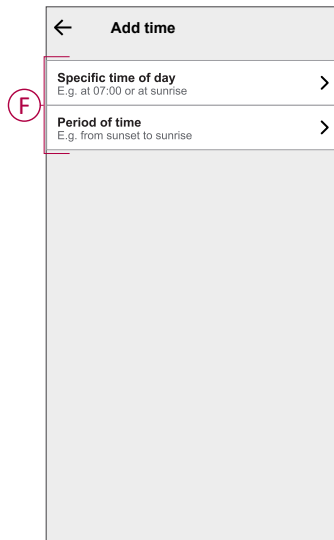 Add time
Specific time of day
E.g. at 07:00 or at sunrise
F
Period of time
E.g. from sunset to sunrise